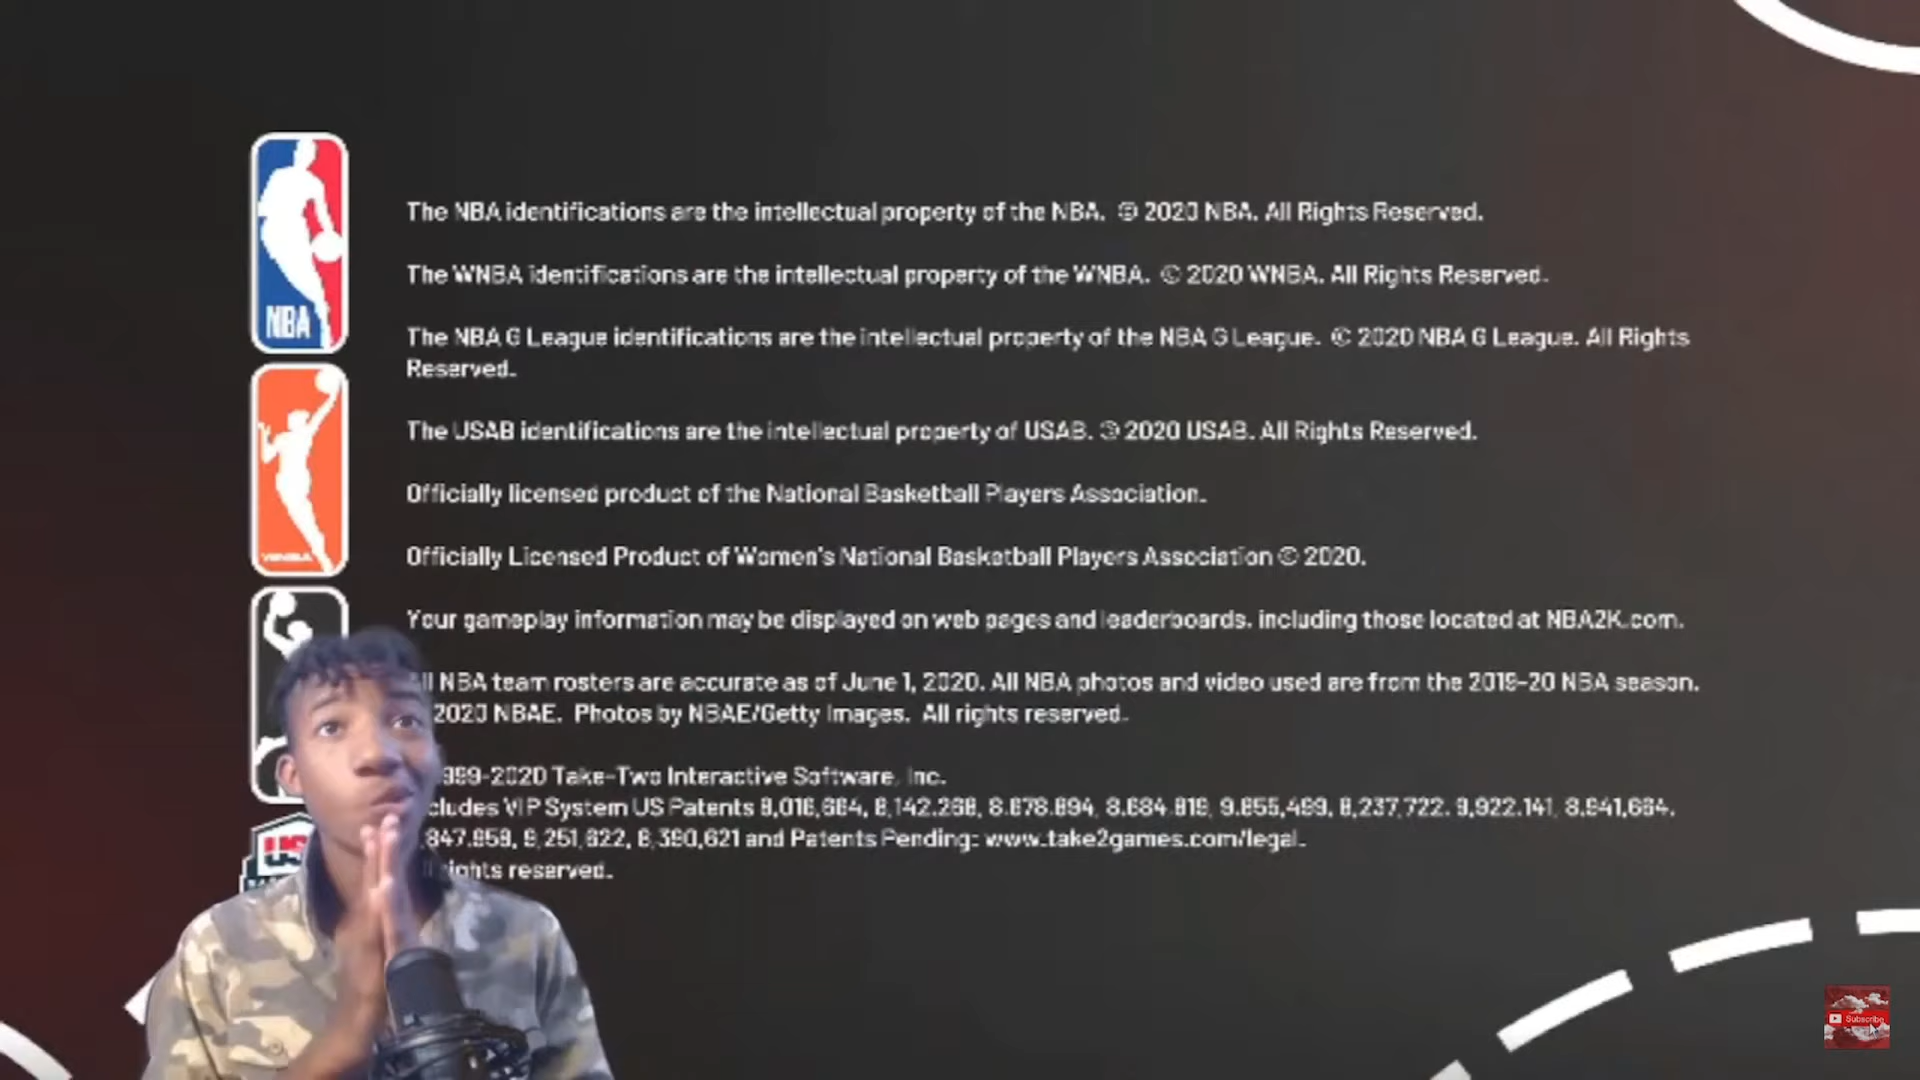 NBA
The NBA identifications are the intellectual property of the NBA. © 2020 NBA. All Rights Reserved.
The WNBA identifications are the intellectual property of the WNBA. © 2020 WNBA. All Rights Reserved.
The NBA G League identifications are the intellectual property of the NBA G League. © 2020 NBA G League. All Rights
Reserved.
The USAB identifications are the intellectual property of USAB. © 2020 USAB. All Rights Reserved.
Officially licensed product of the National Basketball Players Association.
WNBA
Officially Licensed Product of Women's National Basketball Players Association © 2020.
Your gameplay information may be displayed on web pages and leaderboards, including those located at NBA2K.com.
NBA team rosters are accurate as of June 1, 2020. All NBA photos and video used are from the 2019-20 NBA season.
2020 NBAE. Photos by NBAE/Getty Images. All rights reserved.
-2020 Take-Two Interactive Software, Inc.
VIP System US Patents
and Patents Pending: www.take2games.com/legal.
US
rights reserved.
Subscribe